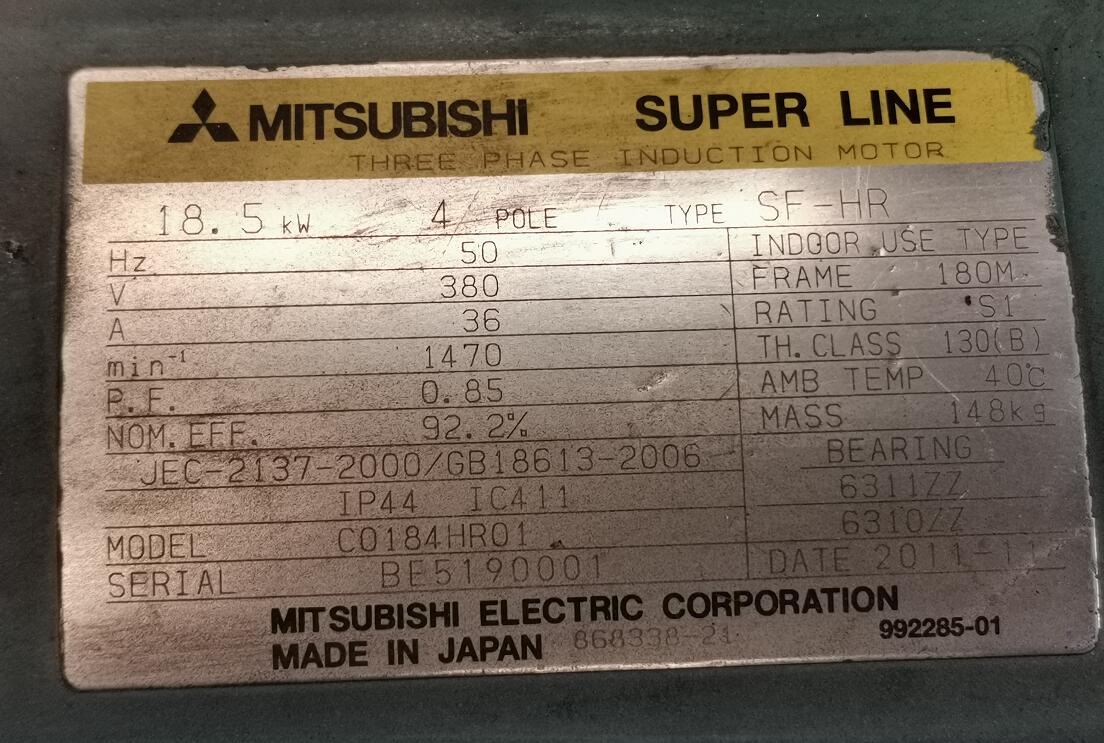 MITSUBISHI SUPER LINE
THREE PHASE INDUCTION MOTOR
18.5 kW 4 POLE TYPE SF-HR
Hz 50 INDOOR USE TYPE
V 380 FRAME 180M
A 36 RATING S1
min⁻¹ 1470 TH.CLASS 130(B)
P.F. 0.85 AMB TEMP 40℃
NOM.EFF. 92.2% MASS 148kg
JEC-2137-2000/GB18613-2006 BEARING
IP44 IC411 6311ZZ
MODEL C0184HR01 6310ZZ
SERIAL BE5190001 DATE 2011-11
MITSUBISHI ELECTRIC CORPORATION
MADE IN JAPAN 868338-21 992285-01